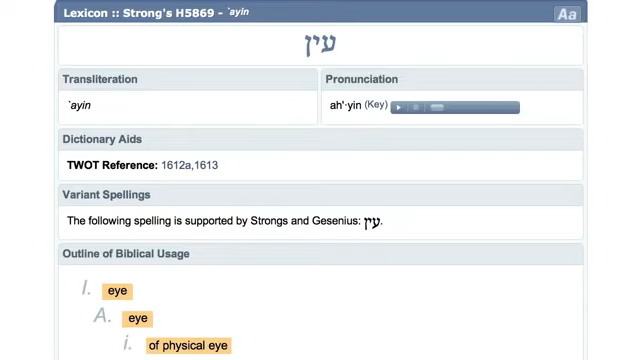 Lexicon :: Strong's H5869 - `ayin
Aa
עין
Transliteration
Pronunciation
`ayin
ah'·yin (Key)
Dictionary Aids
TWOT Reference: 1612a,1613
Variant Spellings
The following spelling is supported by Strongs and Gesenius: עין.
Outline of Biblical Usage
I. eye
A. eye
i. of physical eye